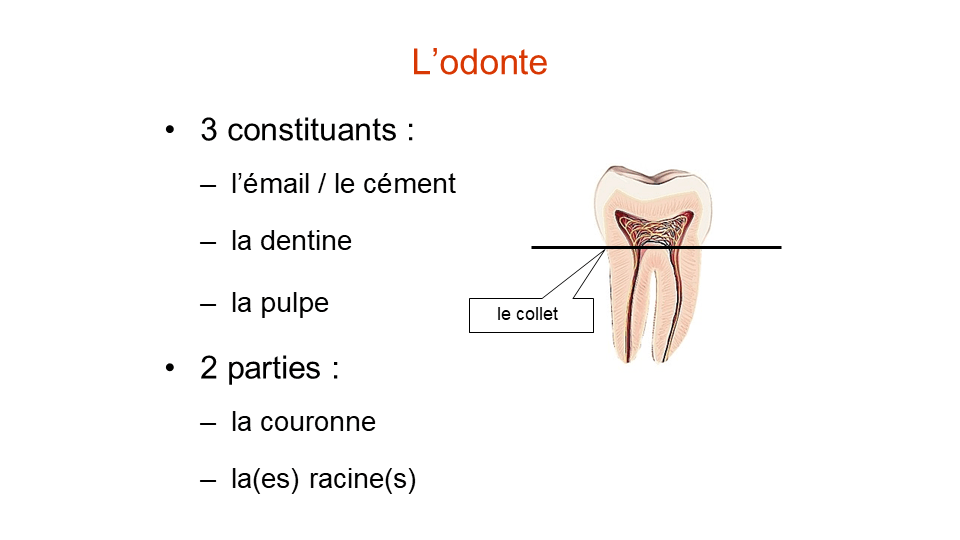 L’odonte
• 3 constituants :
– l’émail / le cément
– la dentine
– la pulpe
le collet
• 2 parties :
– la couronne
– la(es) racine(s)